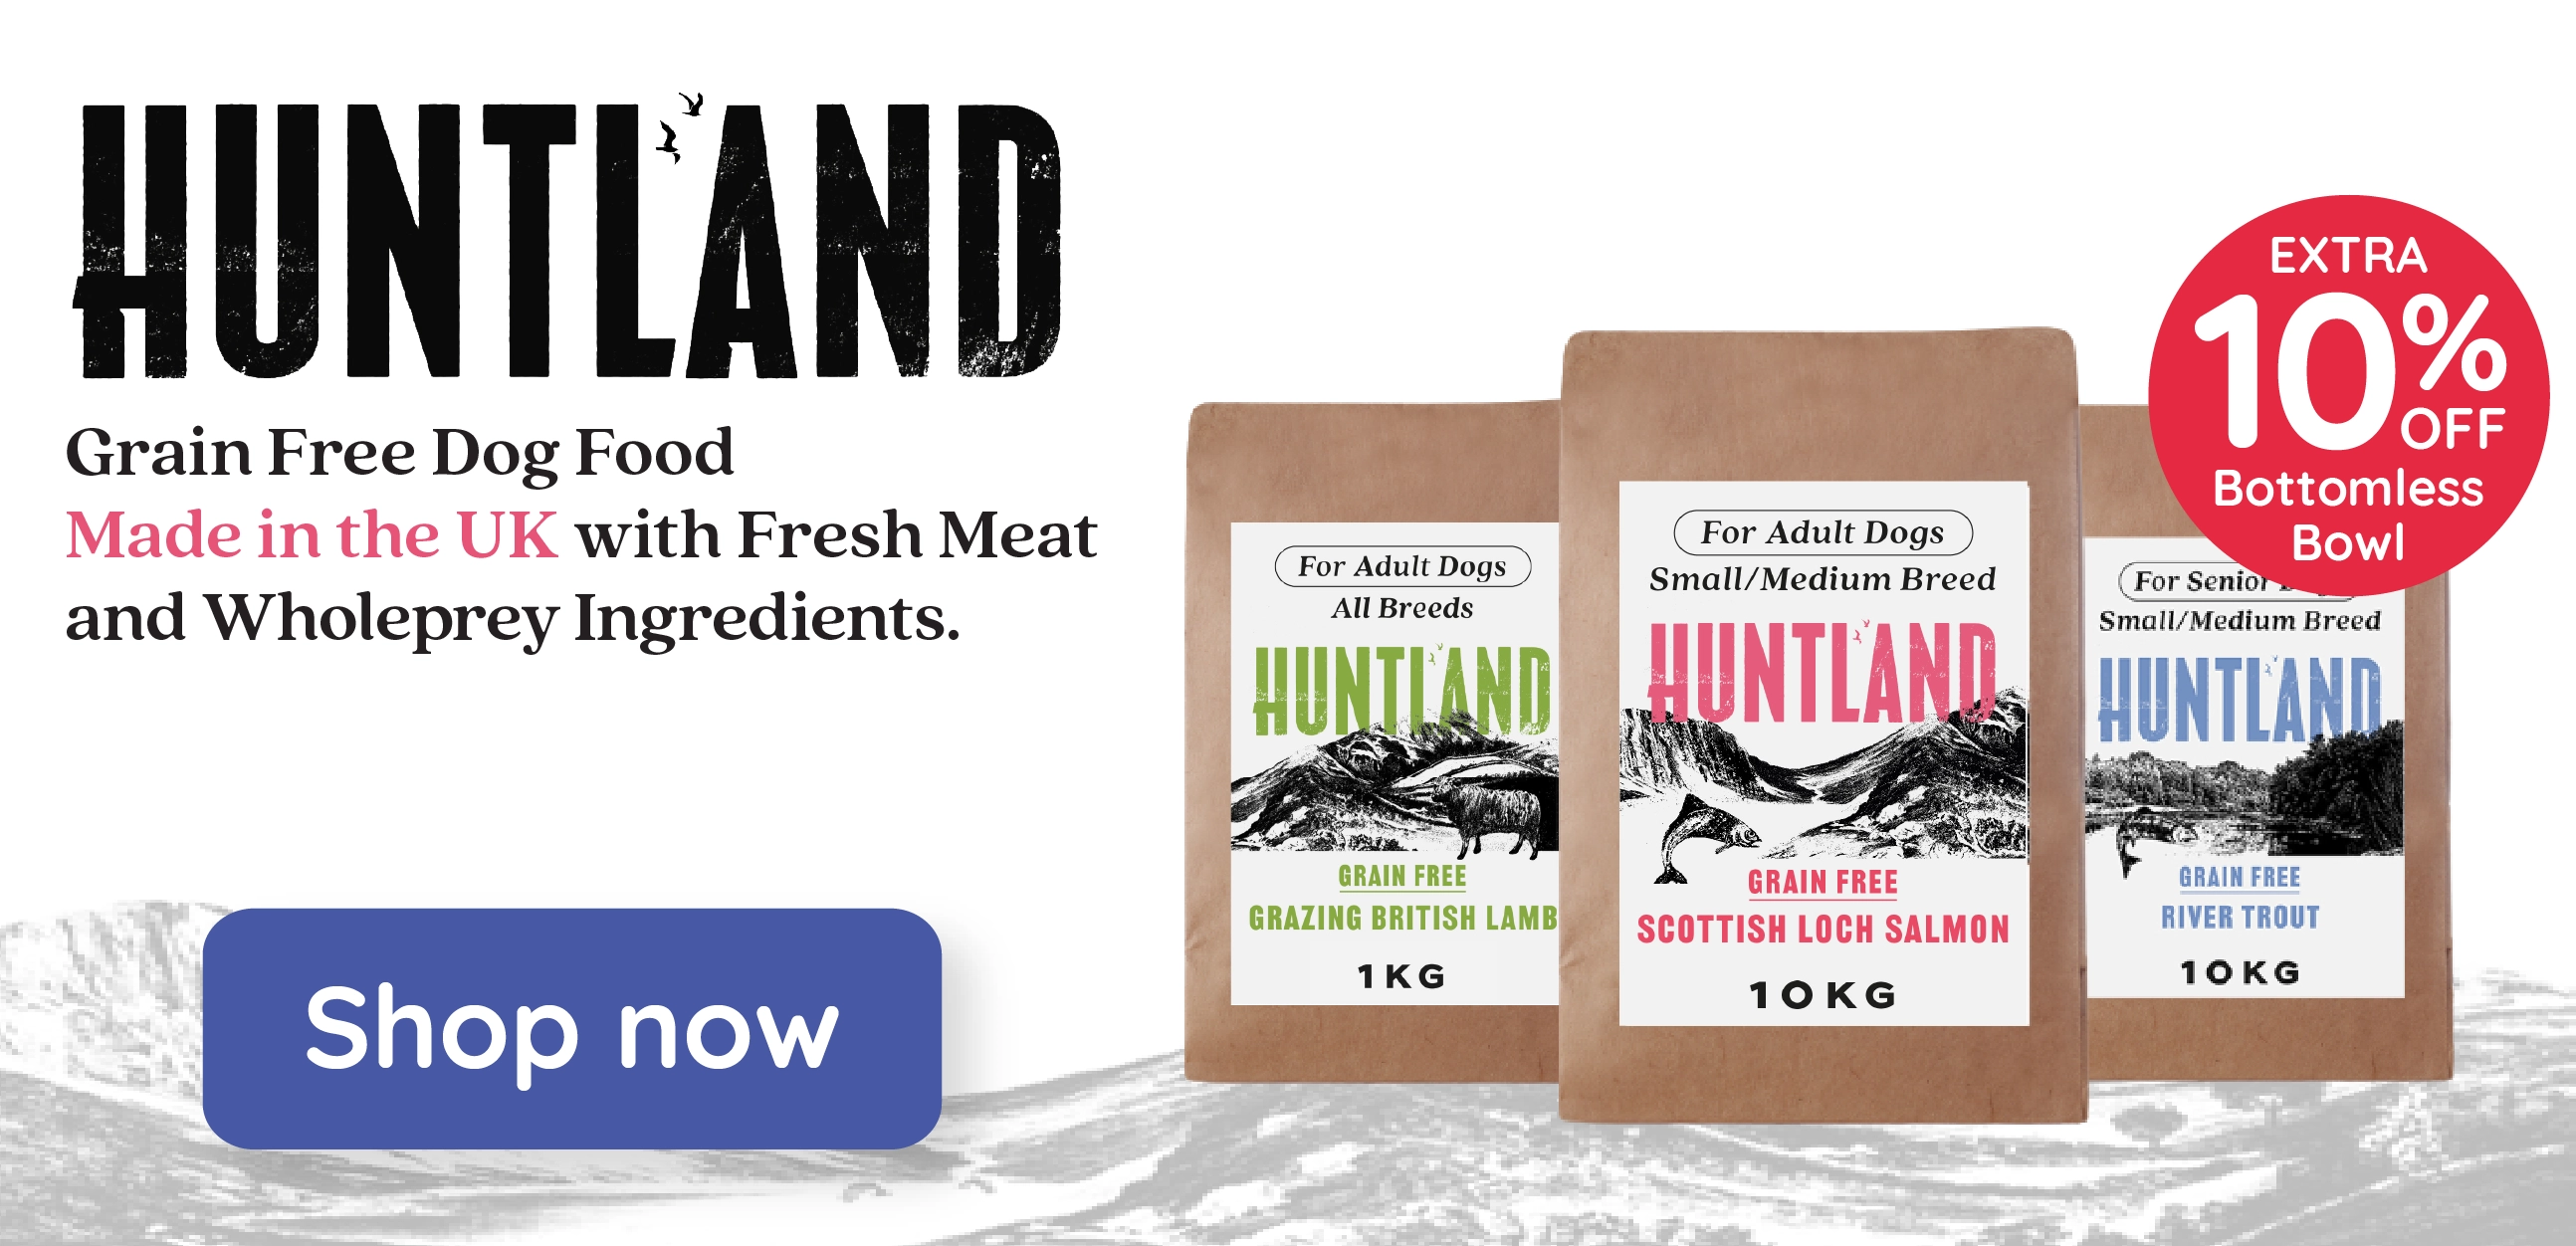 HUNTLAND
Grain Free Dog Food
Made in the UK with Fresh Meat
and Wholeprey Ingredients.
Shop now
For Adult Dogs
All Breeds
HUNTLAND
GRAIN FREE
GRAZING BRITISH LAMB
1KG
For Adult Dogs
Small/Medium Breed
HUNTLAND
GRAIN FREE
SCOTTISH LOCH SALMON
10KG
For Senior
Small/Medium Breed
HUNTLAND
GRAIN FREE
RIVER TROUT
10KG
EXTRA
10%
OFF
Bottomless
Bowl